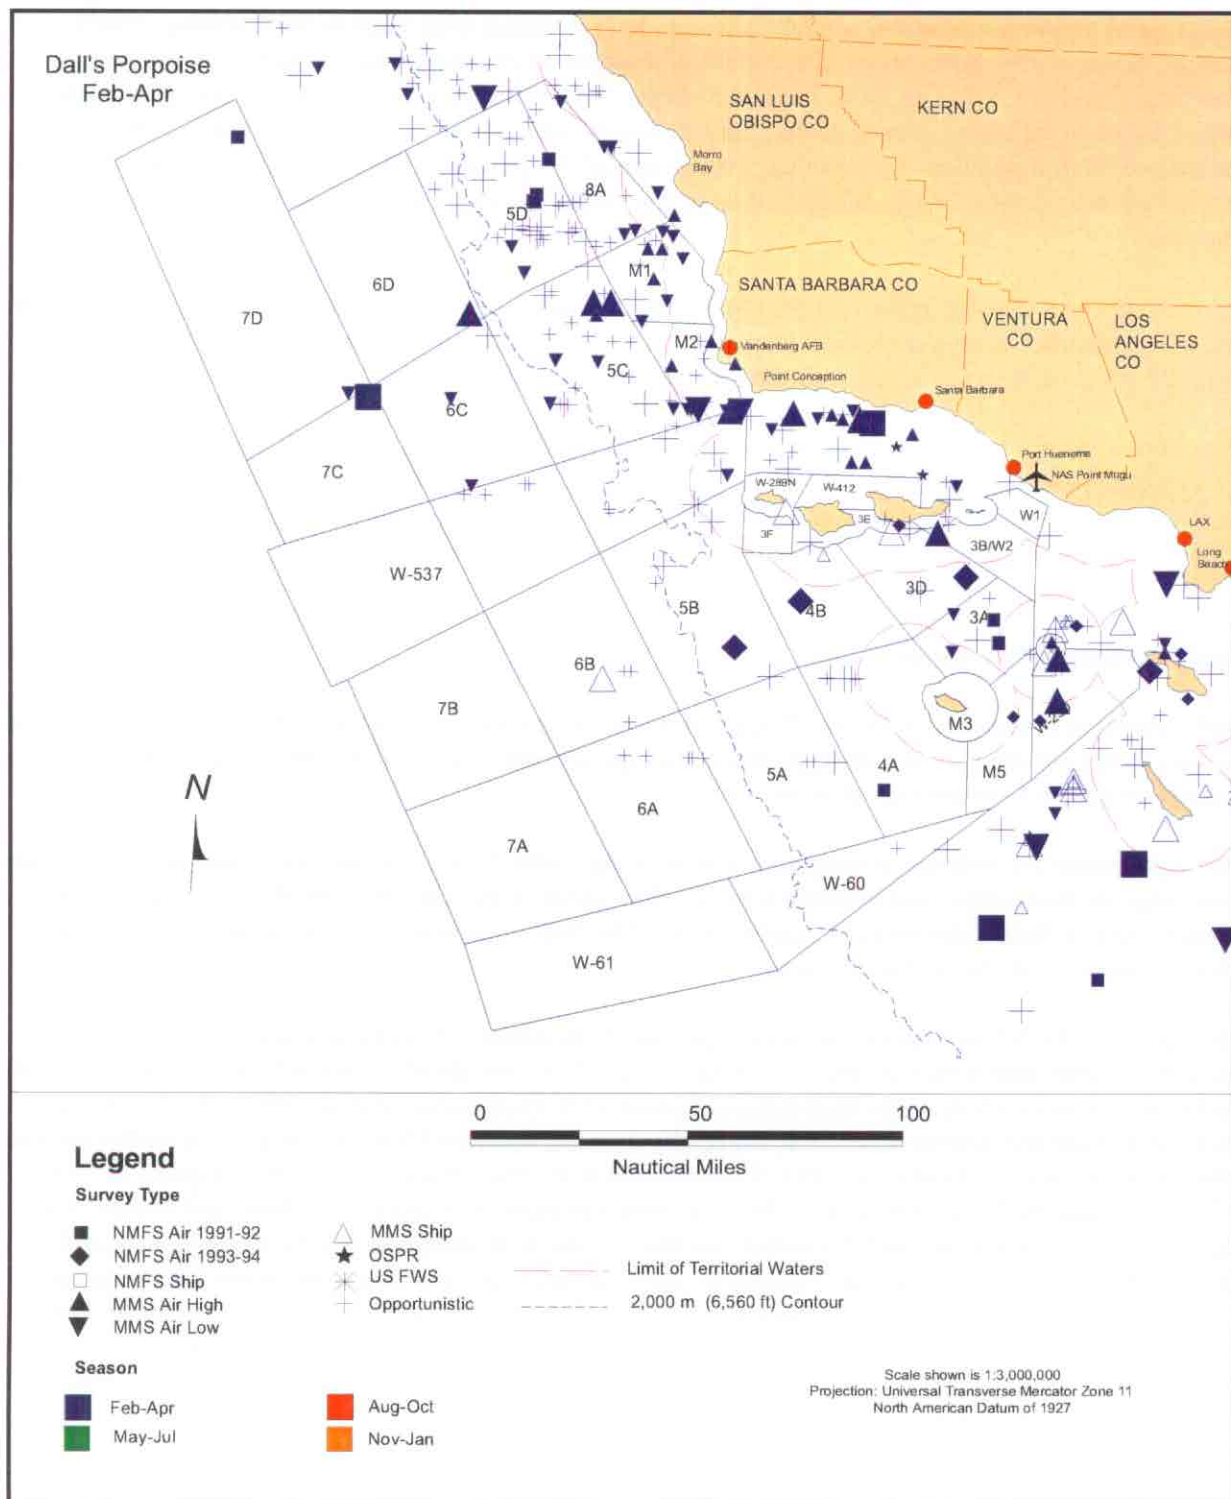 Dall's Porpoise
Feb-Apr
SAN LUIS
OBISPO CO
KERN CO
Morro
Bay
8A
5D
M1
6D
SANTA BARBARA CO
7D
VENTURA
CO
LOS
ANGELES
CO
M2
Vandenberg AFB
5C
Point Conception
Santa Barbara
6C
7C
Port Hueneme
NAS Point Mugu
W-289N
W-412
W1
3F
3E
3B/W2
LAX
Long
Beach
W-537
3D
5B
4B
3A
6B
7B
M3
5A
4A
M5
N
6A
7A
W-60
W-61
0 50 100
Nautical Miles
Legend
Survey Type
NMFS Air 1991-92
NMFS Air 1993-94
NMFS Ship
MMS Air High
MMS Air Low
MMS Ship
OSPR
US FWS
Opportunistic
Limit of Territorial Waters
2,000 m (6,560 ft) Contour
Season
Feb-Apr
May-Jul
Aug-Oct
Nov-Jan
Scale shown is 1:3,000,000
Projection: Universal Transverse Mercator Zone 11
North American Datum of 1927